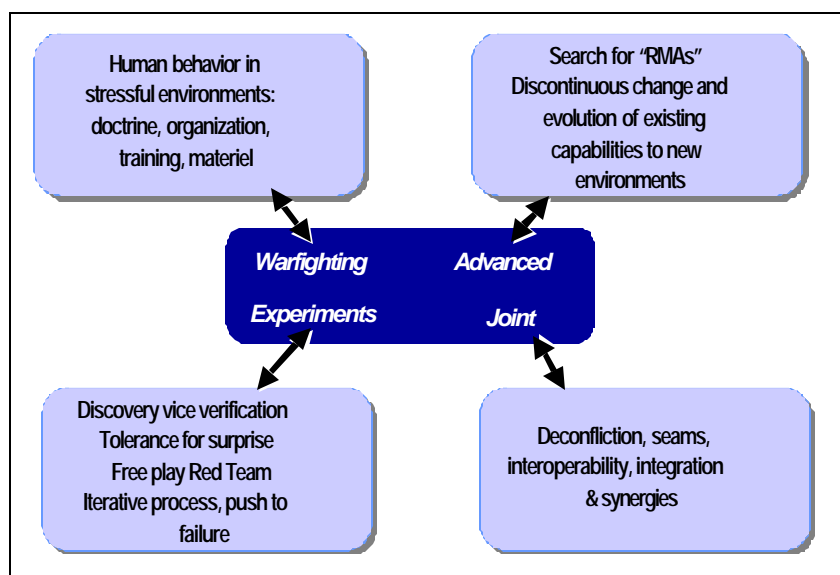 Human behavior in
stressful environments:
doctrine, organization,
training, materiel
Search for “RMAs”
Discontinuous change and
evolution of existing
capabilities to new
environments
Warfighting
Advanced
Experiments
Joint
Discovery vice verification
Tolerance for surprise
Free play Red Team
Iterative process, push to
failure
Deconfliction, seams,
interoperability, integration
& synergies